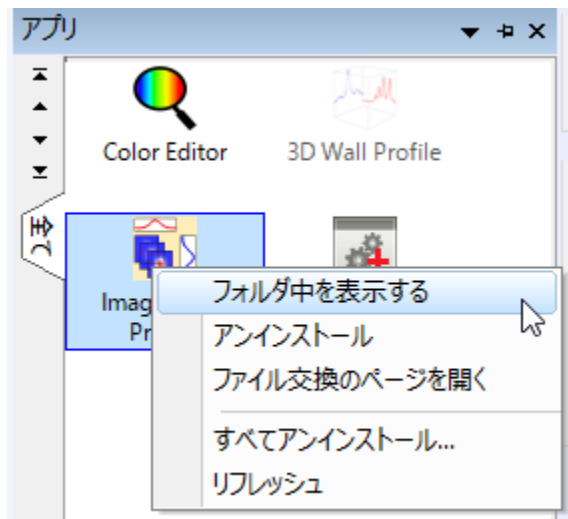 アプリ
Color Editor
3D Wall Profile
全て
Imag
Pr
フォルダ中を表示する
アンインストール
ファイル交換のページを開く
すべてアンインストール...
リフレッシュ